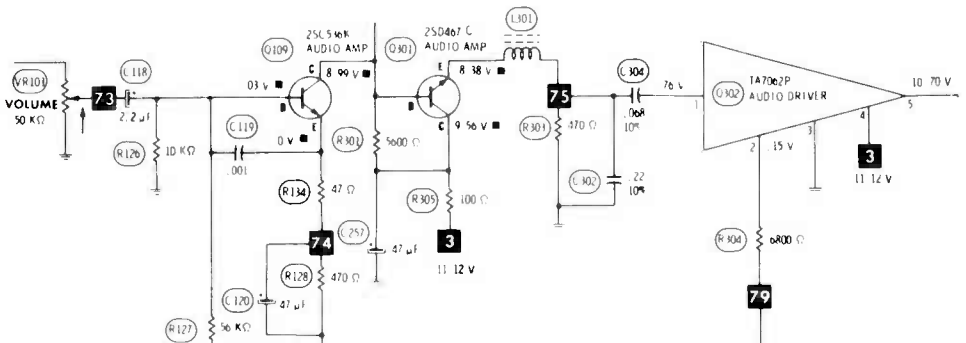 VR101
VOLUME
50 KΩ
73
C118
2.2 µF
R126
10 KΩ
C119
.001
R127
56 KΩ
2SC536K
AUDIO AMP
Q109
C
8.99 V
.03 V
B
E
0 V
R134
47 Ω
74
R128
470 Ω
C120
47 µF
2SD467 C
AUDIO AMP
Q301
E
8.38 V
B
C
9.56 V
R301
5600 Ω
R305
100 Ω
3
11.12 V
C257
47 µF
L301
75
R303
470 Ω
C302
.22
10%
C304
.068
10%
.76 V
1
TA7062P
Q302
AUDIO DRIVER
10.70 V
5
4
3
11.12 V
3
2
.15 V
R304
6800 Ω
79